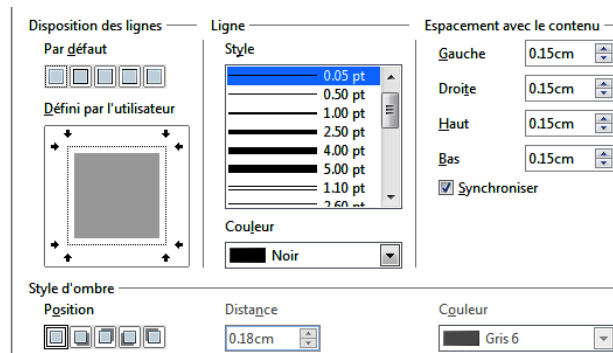 Disposition des lignes
Par défaut
Défini par l'utilisateur
Ligne
Style
0.05 pt
0.50 pt
1.00 pt
2.50 pt
4.00 pt
5.00 pt
1.10 pt
2.60 pt
Couleur
Noir
Espacement avec le contenu
Gauche 0.15cm
Droite 0.15cm
Haut 0.15cm
Bas 0.15cm
Synchroniser
Style d'ombre
Position
Distance
0.18cm
Couleur
Gris 6